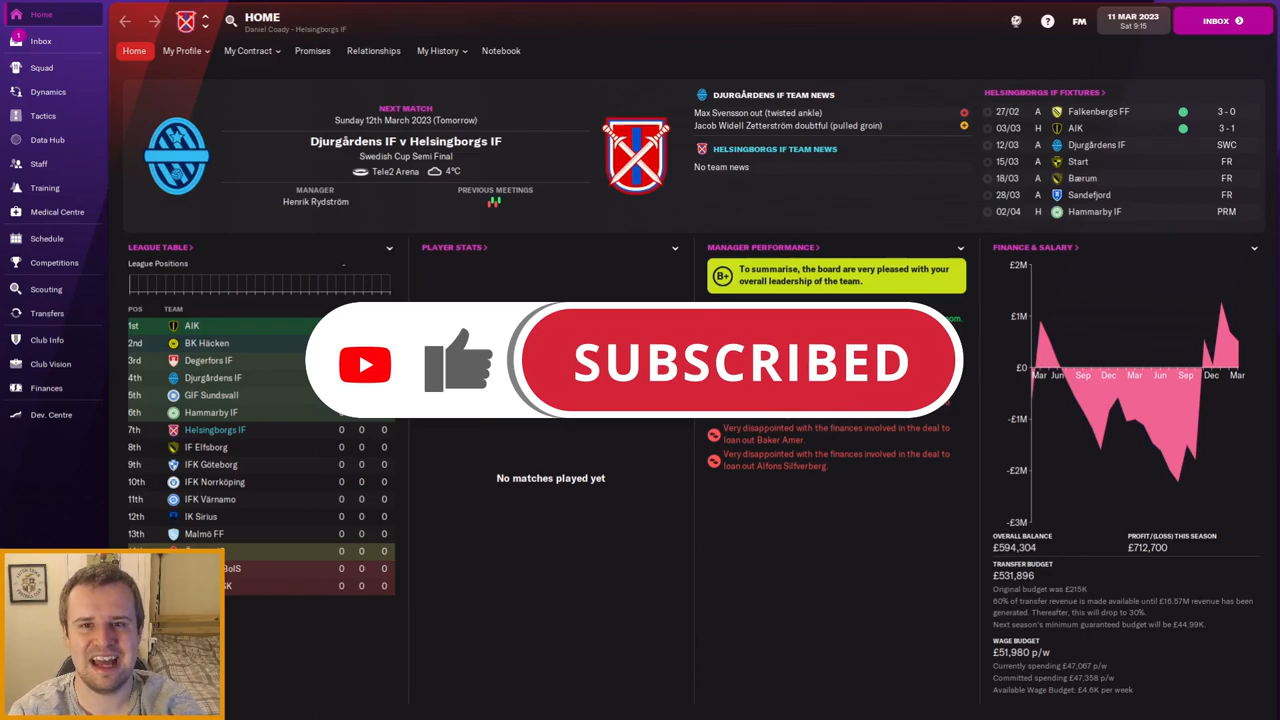 Home
1
Inbox
Squad
Dynamics
Tactics
Data Hub
Staff
Training
Medical Centre
Schedule
Competitions
Scouting
Transfers
Club Info
Club Vision
Finances
Dev. Centre
HOME
Daniel Coady - Helsingborgs IF
?
FM
11 MAR 2023
Sat 9:15
INBOX
Home
My Profile
My Contract
Promises
Relationships
My History
Notebook
NEXT MATCH
Sunday 12th March 2023 (Tomorrow)
Djurgårdens IF v Helsingborgs IF
Swedish Cup Semi Final
Tele2 Arena 4°C
MANAGER
Henrik Rydström
PREVIOUS MEETINGS
DJURGÅRDENS IF TEAM NEWS
Max Svensson out (twisted ankle)
Jacob Widell Zetterström doubtful (pulled groin)
HELSINGBORGS IF TEAM NEWS
No team news
HELSINGBORGS IF FIXTURES >
27/02 A Falkenbergs FF 3 - 0
03/03 H AIK 3 - 1
12/03 A Djurgårdens IF SWC
15/03 A Start FR
18/03 A Bærum FR
28/03 A Sandefjord FR
02/04 H Hammarby IF PRM
LEAGUE TABLE >
League Positions -
POS TEAM
1st AIK
2nd BK Häcken
3rd Degerfors IF
4th Djurgårdens IF
5th GIF Sundsvall
6th Hammarby IF
7th Helsingborgs IF 0 0 0
8th IF Elfsborg 0 0 0
9th IFK Göteborg 0 0 0
10th IFK Norrköping 0 0 0
11th IFK Värnamo 0 0 0
12th IK Sirius 0 0 0
13th Malmö FF 0 0 0
0 0 0
BoIS 0 0 0
SK 0 0 0
PLAYER STATS >
No matches played yet
MANAGER PERFORMANCE >
B+
To summarise, the board are very pleased with your
overall leadership of the team.
com.
Very disappointed with the finances involved in the deal to
loan out Baker Amer.
Very disappointed with the finances involved in the deal to
loan out Alfons Silfverberg.
SUBSCRIBED
FINANCE & SALARY >
£2M
£1M
£0
-£1M
-£2M
-£3M
Mar Jun Sep Dec Mar Jun Sep Dec Mar
OVERALL BALANCE
£594,304
PROFIT/(LOSS) THIS SEASON
£712,700
TRANSFER BUDGET
£531,896
Original budget was £215K
60% of transfer revenue is made available until £16.57M revenue has been
generated. Thereafter, this will drop to 30%.
Next season's minimum guaranteed budget will be £44.99K.
WAGE BUDGET
£51,980 p/w
Currently spending £47,067 p/w
Committed spending £47,358 p/w
Available Wage Budget: £4.6K per week